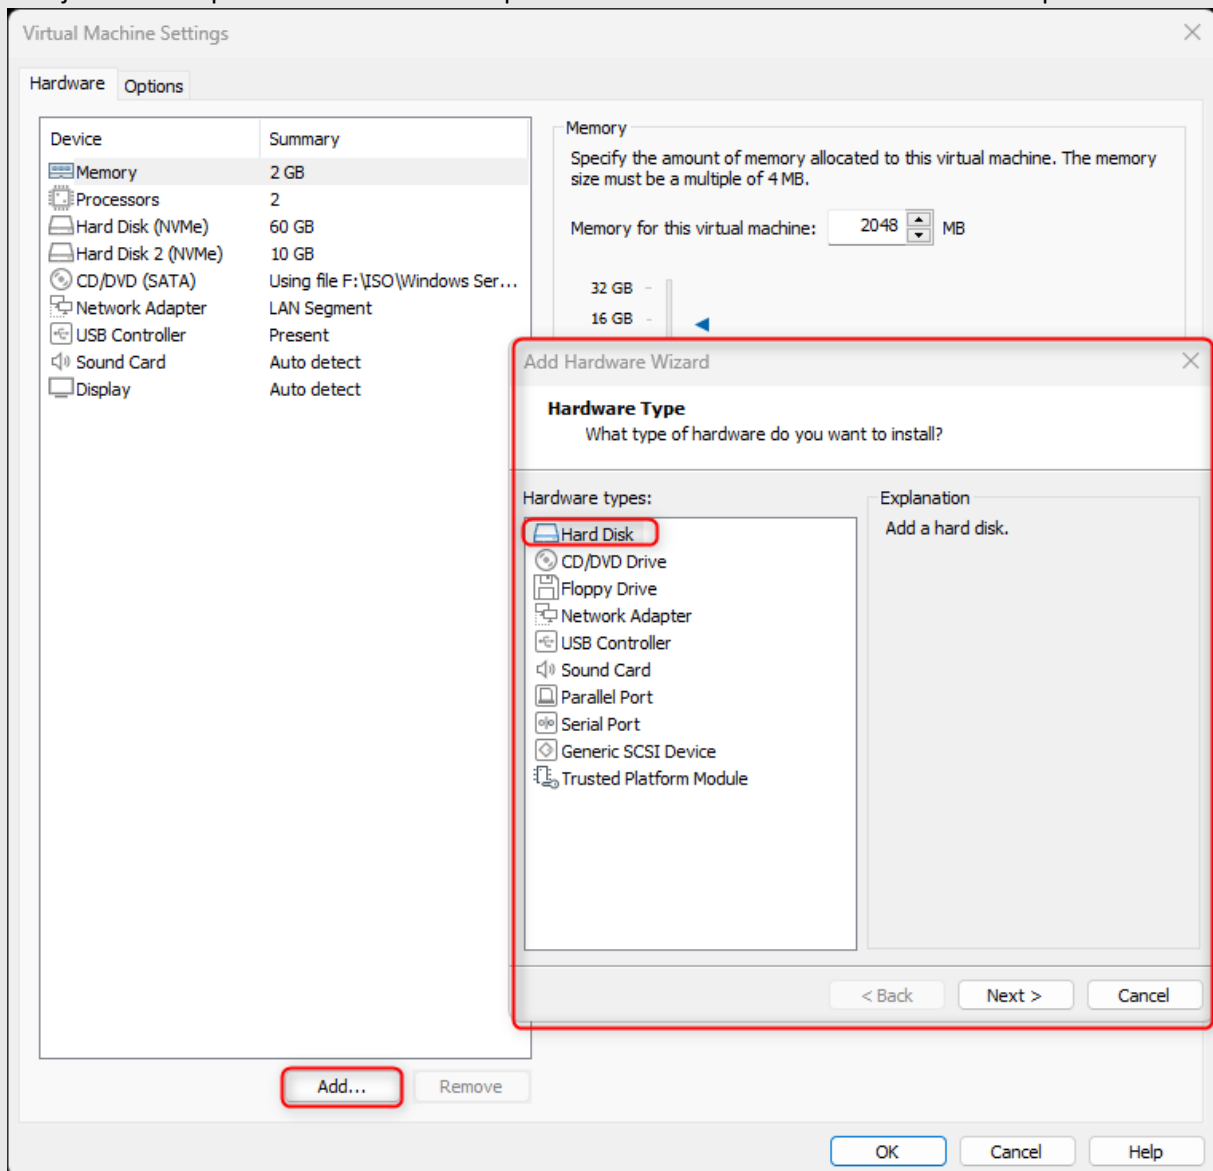 Virtual Machine Settings
Hardware Options
Device Summary
Memory 2 GB
Processors 2
Hard Disk (NVMe) 60 GB
Hard Disk 2 (NVMe) 10 GB
CD/DVD (SATA) Using file F:\ISO\Windows Ser...
Network Adapter LAN Segment
USB Controller Present
Sound Card Auto detect
Display Auto detect
Memory
Specify the amount of memory allocated to this virtual machine. The memory
size must be a multiple of 4 MB.
Memory for this virtual machine: 2048 MB
32 GB
16 GB
Add Hardware Wizard
Hardware Type
What type of hardware do you want to install?
Hardware types:
Hard Disk
CD/DVD Drive
Floppy Drive
Network Adapter
USB Controller
Sound Card
Parallel Port
Serial Port
Generic SCSI Device
Trusted Platform Module
Explanation
Add a hard disk.
< Back Next > Cancel
Add... Remove
OK Cancel Help